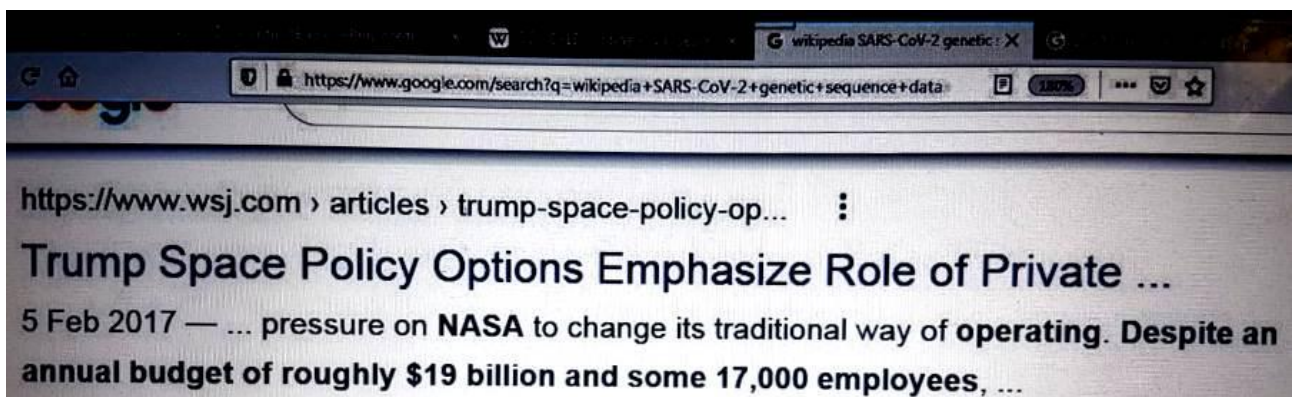 W
G wikipedia SARS-CoV-2 genetic s X
https://www.google.com/search?q=wikipedia+SARS-CoV-2+genetic+sequence+data
180%
https://www.wsj.com › articles › trump-space-policy-op...
Trump Space Policy Options Emphasize Role of Private ...
5 Feb 2017 — ... pressure on NASA to change its traditional way of operating. Despite an
annual budget of roughly $19 billion and some 17,000 employees, ...